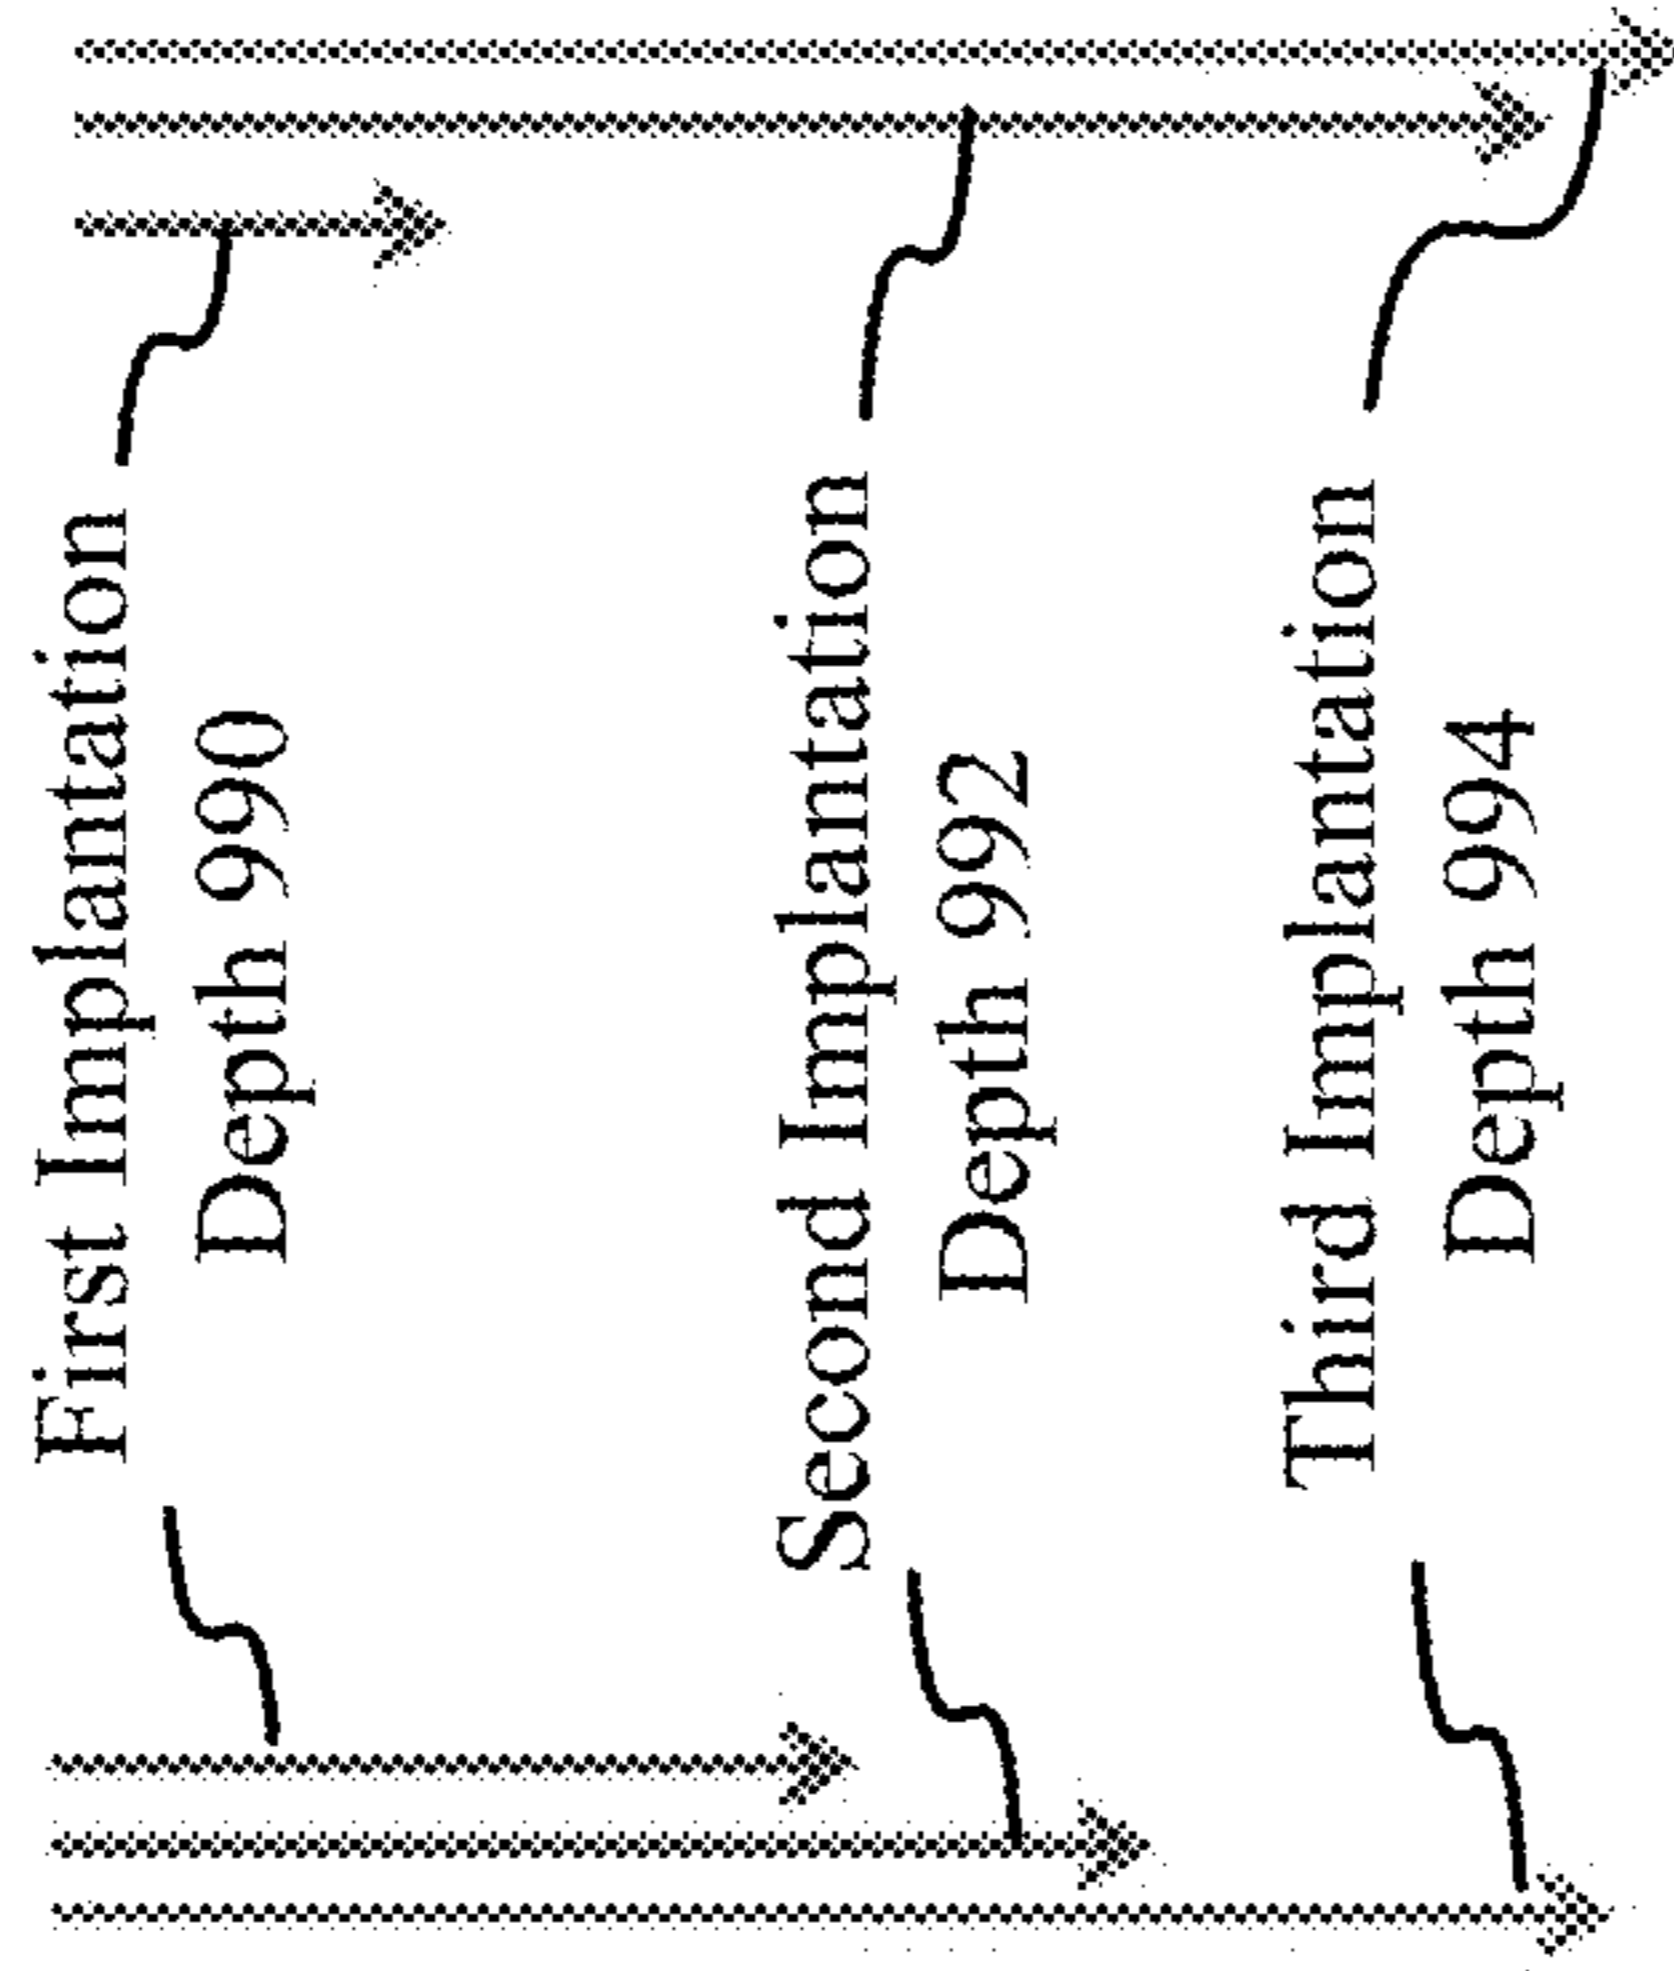 First Implantation
Depth 990
Second Implantation
Depth 992
Third Implantation
Depth 994